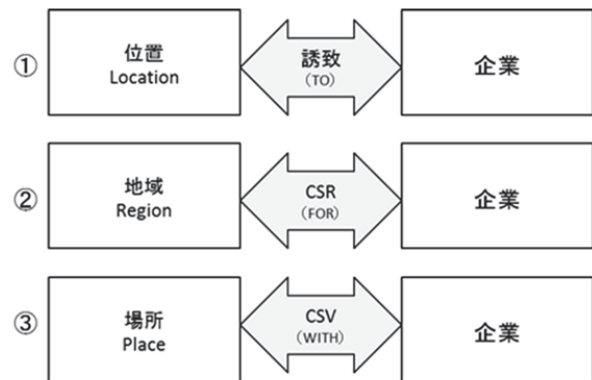 ①
位置
Location
誘致
(TO)
企業
②
地域
Region
CSR
(FOR)
企業
③
場所
Place
CSV
(WITH)
企業